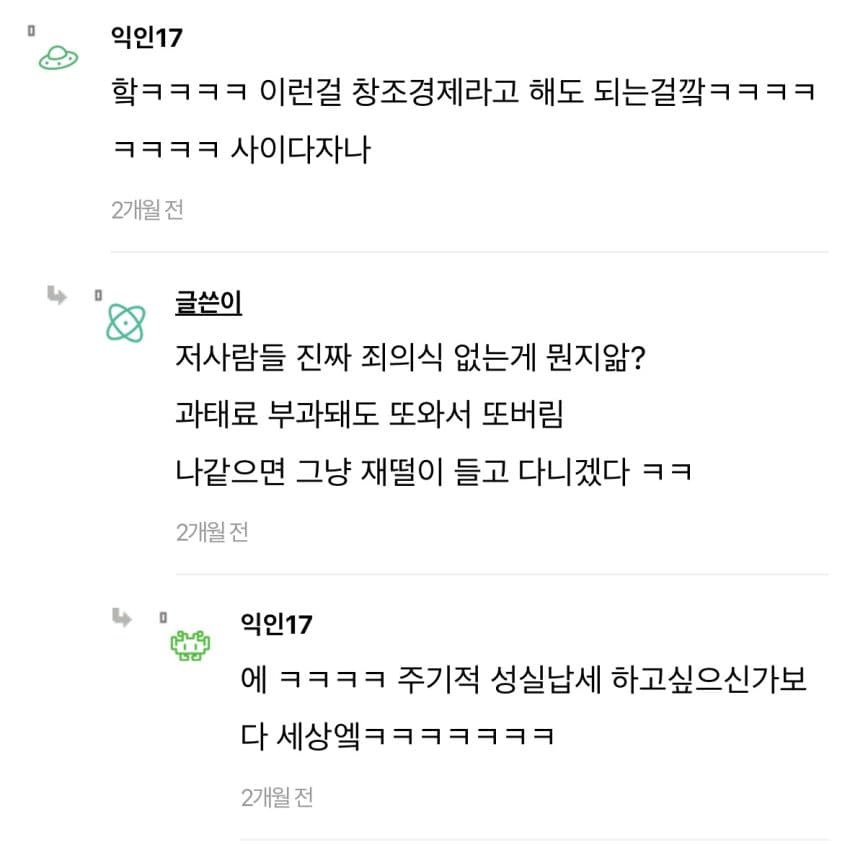 익인17
핰ㅋㅋㅋㅋ 이런걸 창조경제라고 해도 되는걸깤ㅋㅋㅋㅋ
ㅋㅋㅋㅋ 사이다자나
2개월 전
글쓴이
저사람들 진짜 죄의식 없는게 뭔지앎?
과태료 부과돼도 또와서 또버림
나같으면 그냥 재떨이 들고 다니겠다 ㅋㅋ
2개월 전
익인17
에 ㅋㅋㅋㅋ 주기적 성실납세 하고싶으신가보
다 세상엨ㅋㅋㅋㅋㅋㅋㅋ
2개월 전